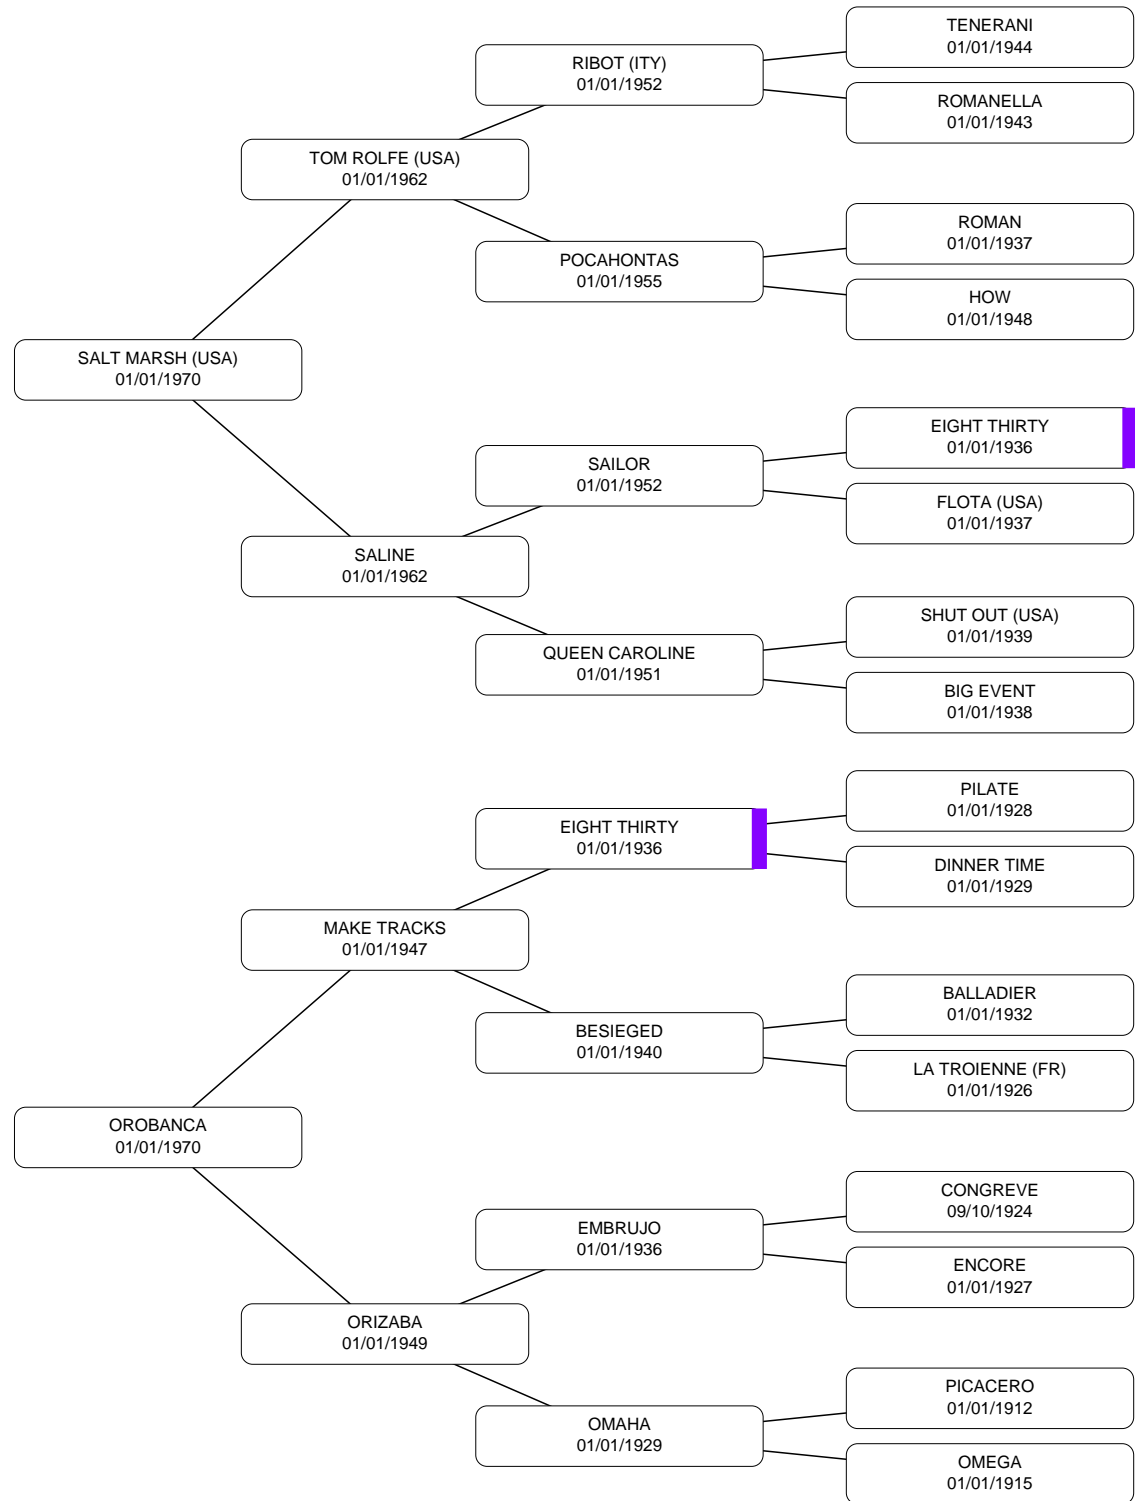 TENERANI
01/01/1944
RIBOT (ITY)
01/01/1952
ROMANELLA
01/01/1943
TOM ROLFE (USA)
01/01/1962
ROMAN
01/01/1937
POCAHONTAS
01/01/1955
HOW
01/01/1948
SALT MARSH (USA)
01/01/1970
EIGHT THIRTY
01/01/1936
SAILOR
01/01/1952
FLOTA (USA)
01/01/1937
SALINE
01/01/1962
SHUT OUT (USA)
01/01/1939
QUEEN CAROLINE
01/01/1951
BIG EVENT
01/01/1938
PILATE
01/01/1928
EIGHT THIRTY
01/01/1936
DINNER TIME
01/01/1929
MAKE TRACKS
01/01/1947
BALLADIER
01/01/1932
BESIEGED
01/01/1940
LA TROIENNE (FR)
01/01/1926
OROBANCA
01/01/1970
CONGREVE
09/10/1924
EMBRUJO
01/01/1936
ENCORE
01/01/1927
ORIZABA
01/01/1949
PICACERO
01/01/1912
OMAHA
01/01/1929
OMEGA
01/01/1915